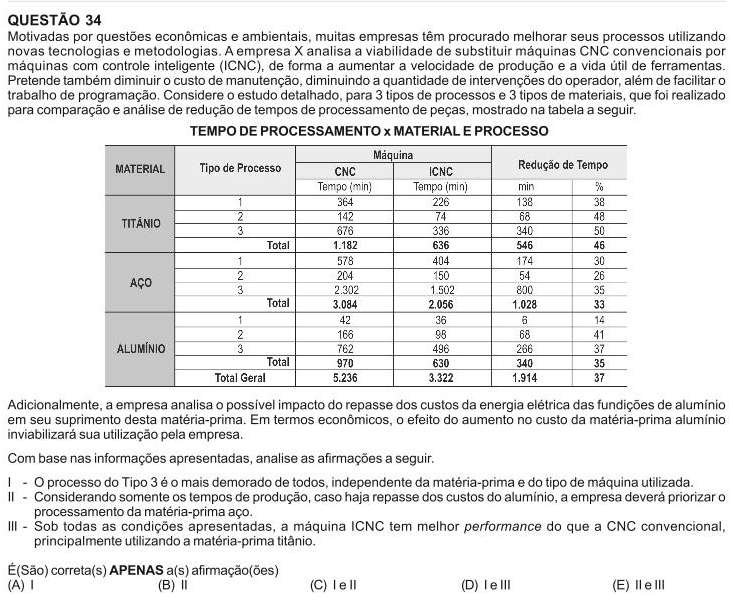 QUESTÃO 34
Motivadas por questões econômicas e ambientais, muitas empresas têm procurado melhorar seus processos utilizando
novas tecnologias e metodologias. A empresa X analisa a viabilidade de substituir máquinas CNC convencionais por
máquinas com controle inteligente (ICNC), de forma a aumentar a velocidade de produção e a vida útil de ferramentas.
Pretende também diminuir o custo de manutenção, diminuindo a quantidade de intervenções do operador, além de facilitar o
trabalho de programação. Considere o estudo detalhado, para 3 tipos de processos e 3 tipos de materiais, que foi realizado
para comparação e análise de redução de tempos de processamento de peças, mostrado na tabela a seguir.
TEMPO DE PROCESSAMENTO x MATERIAL E PROCESSO
MATERIAL Tipo de Processo Máquina Redução de Tempo
CNC ICNC
Tempo (min) Tempo (min) min %
TITÂNIO
1 364 226 138 38
2 142 74 68 48
3 676 336 340 50
Total 1.182 636 546 46
AÇO
1 578 404 174 30
2 204 150 54 26
3 2.302 1.502 800 35
Total 3.084 2.056 1.028 33
ALUMÍNIO
1 42 36 6 14
2 166 98 68 41
3 762 496 266 37
Total 970 630 340 35
Total Geral 5.236 3.322 1.914 37
Adicionalmente, a empresa analisa o possível impacto do repasse dos custos da energia elétrica das fundições de alumínio
em seu suprimento desta matéria-prima. Em termos econômicos, o efeito do aumento no custo da matéria-prima alumínio
inviabilizará sua utilização pela empresa.
Com base nas informações apresentadas, analise as afirmações a seguir.
I - O processo do Tipo 3 é o mais demorado de todos, independente da matéria-prima e do tipo de máquina utilizada.
II - Considerando somente os tempos de produção, caso haja repasse dos custos do alumínio, a empresa deverá priorizar o
processamento da matéria-prima aço.
III - Sob todas as condições apresentadas, a máquina ICNC tem melhor performance do que a CNC convencional,
principalmente utilizando a matéria-prima titânio.
É(São) correta(s) APENAS a(s) afirmação(ões)
(A) I (B) II (C) I e II (D) I e III (E) II e III